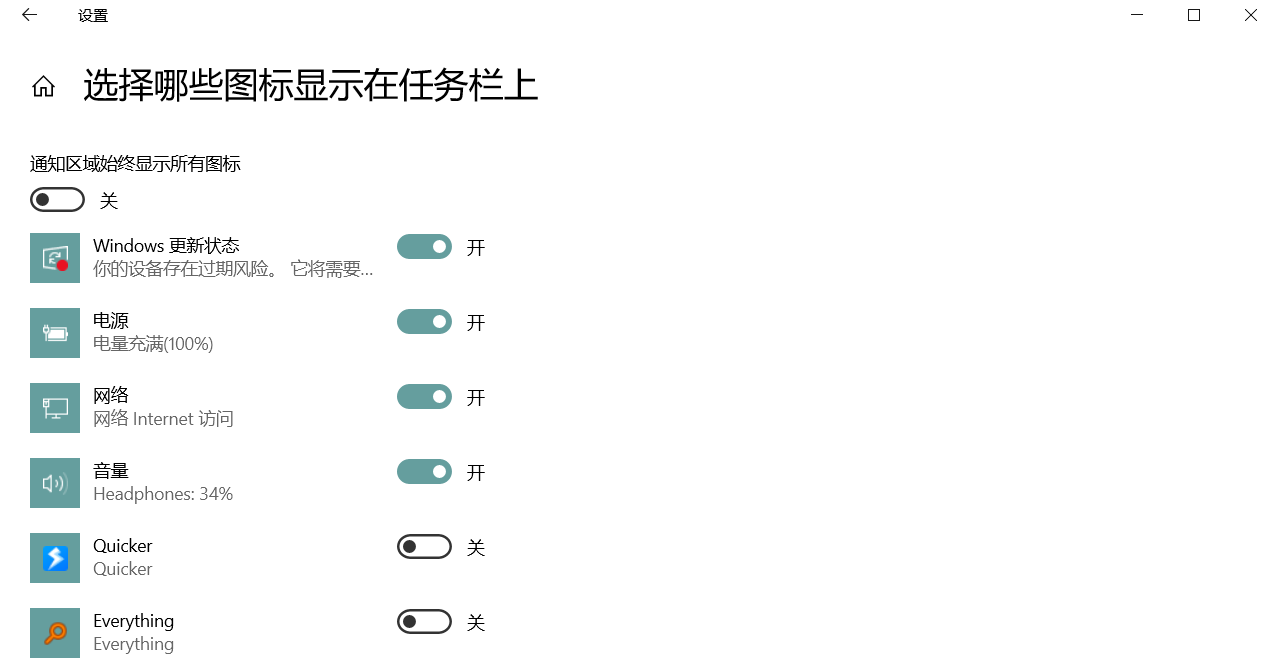 设置
选择哪些图标显示在任务栏上
通知区域始终显示所有图标
关
Windows 更新状态
你的设备存在过期风险。 它将需要...
开
电源
电量充满(100%)
开
网络
网络 Internet 访问
开
音量
Headphones: 34%
开
Quicker
Quicker
关
Everything
Everything
关